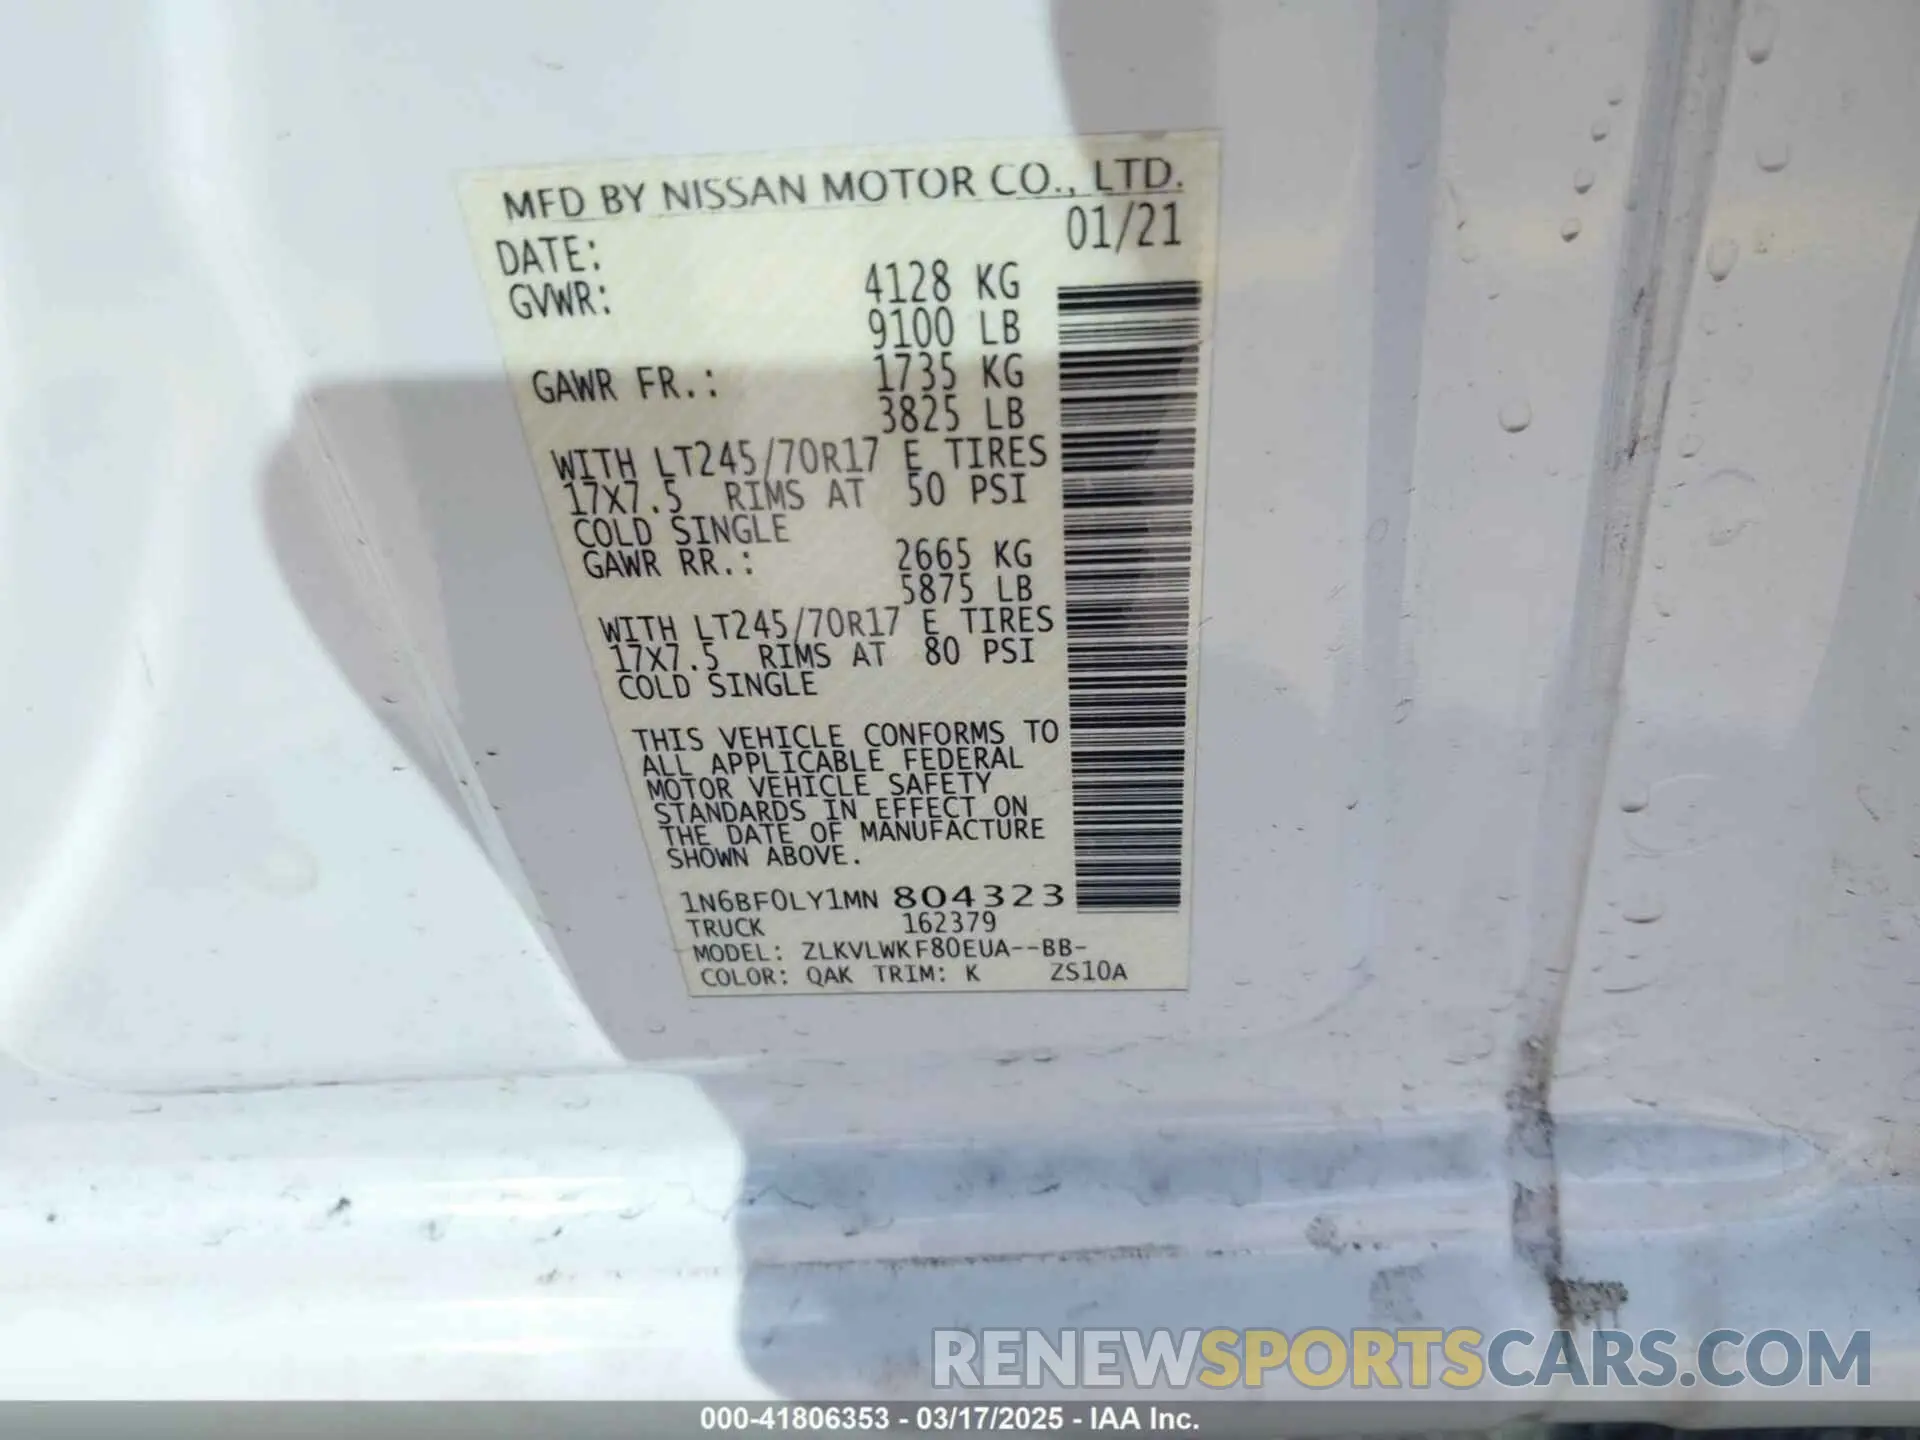 MFD BY NISSAN MOTOR CO., LTD.
DATE: 01/21
GVWR: 4128 KG
9100 LB
GAWR FR.: 1735 KG
3825 LB
WITH LT245/70R17 E TIRES
17X7.5 RIMS AT 50 PSI
COLD SINGLE
GAWR RR.: 2665 KG
5875 LB
WITH LT245/70R17 E TIRES
17X7.5 RIMS AT 80 PSI
COLD SINGLE
THIS VEHICLE CONFORMS TO
ALL APPLICABLE FEDERAL
MOTOR VEHICLE SAFETY
STANDARDS IN EFFECT ON
THE DATE OF MANUFACTURE
SHOWN ABOVE.
1N6BF0LY1MN 804323
TRUCK 162379
MODEL: ZLKVLWKF80EUA--BB-
COLOR: QAK TRIM: K ZS10A
RENEWSPORTSCARS.COM
000-41806353 - 03/17/2025 - IAA Inc.